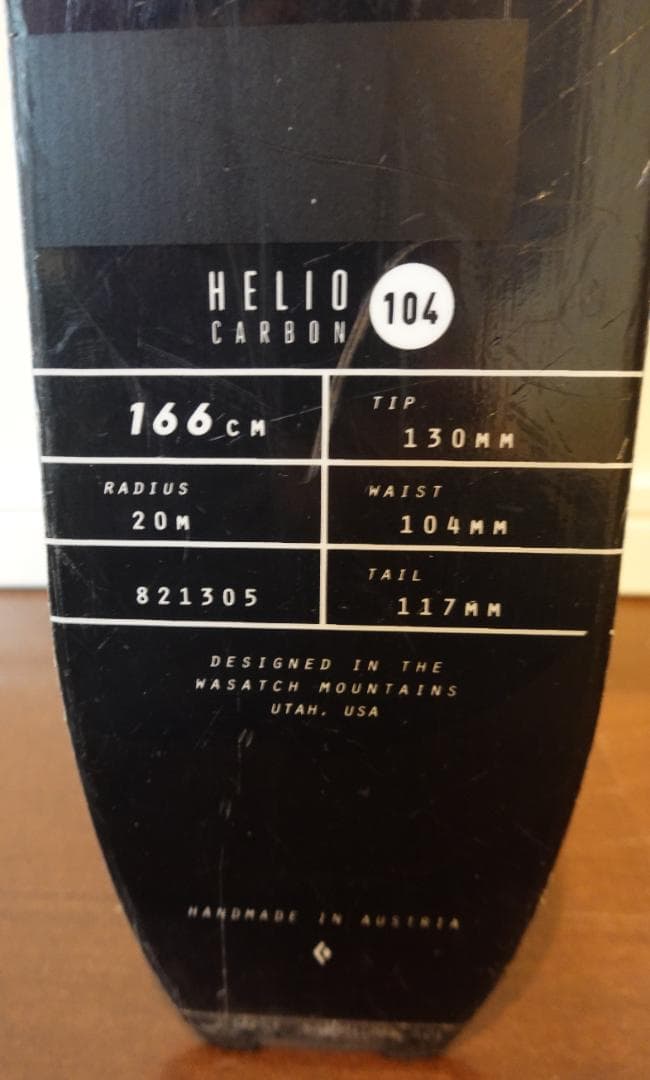 HELIO
CARBON
104
166CM
TIP
130MM
RADIUS
20M
WAIST
104MM
821305
TAIL
117MM
DESIGNED IN THE
WASATCH MOUNTAINS
UTAH, USA
HANDMADE IN AUSTRIA